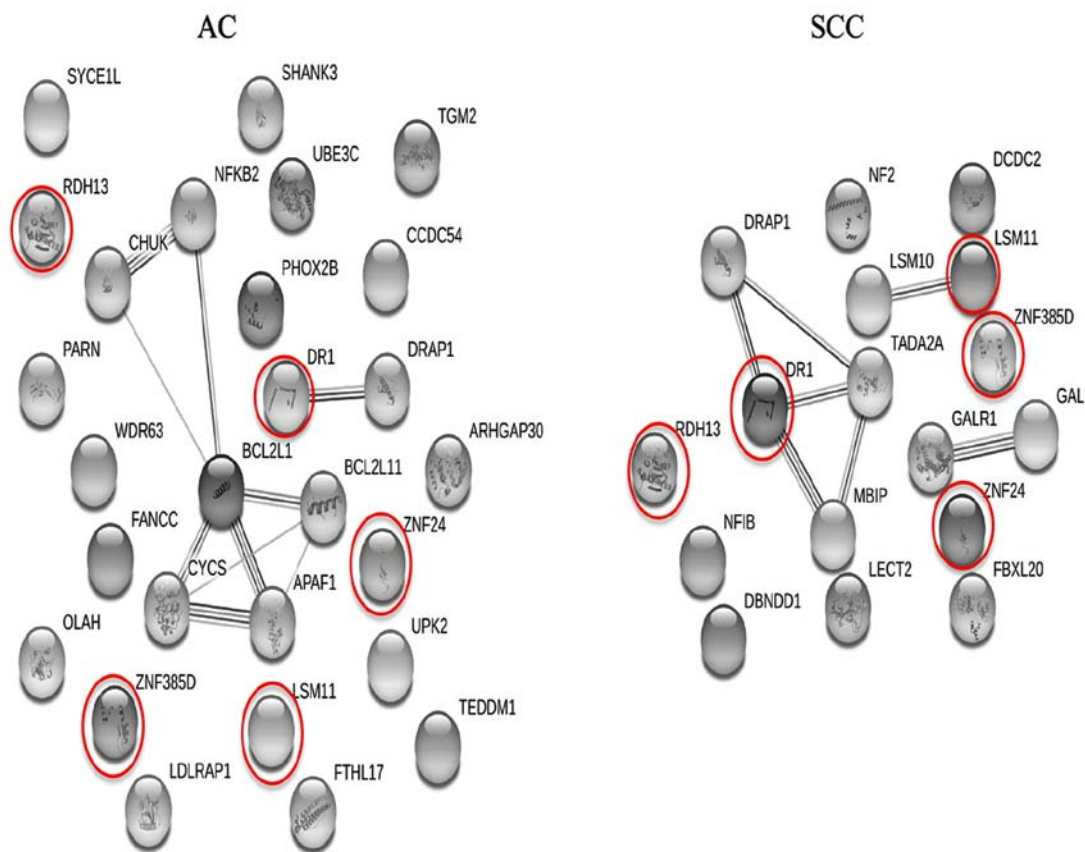 AC
SYCE1L
SHANK3
TGM2
RDH13
NFKB2
UBE3C
CHUK
CCDC54
PHOX2B
PARN
DR1
DRAP1
WDR63
BCL2L1
BCL2L11
ARHGAP30
FANCC
ZNF24
CYCS
APAF1
OLAH
UPK2
ZNF385D
LSM11
TEDDM1
LDLRAP1
FTHL17
SCC
NF2
DCDC2
DRAP1
LSM10
LSM11
ZNF385D
TADA2A
DR1
GAL
GALR1
RDH13
MBIP
ZNF24
NFIB
LECT2
FBXL20
DBNDD1